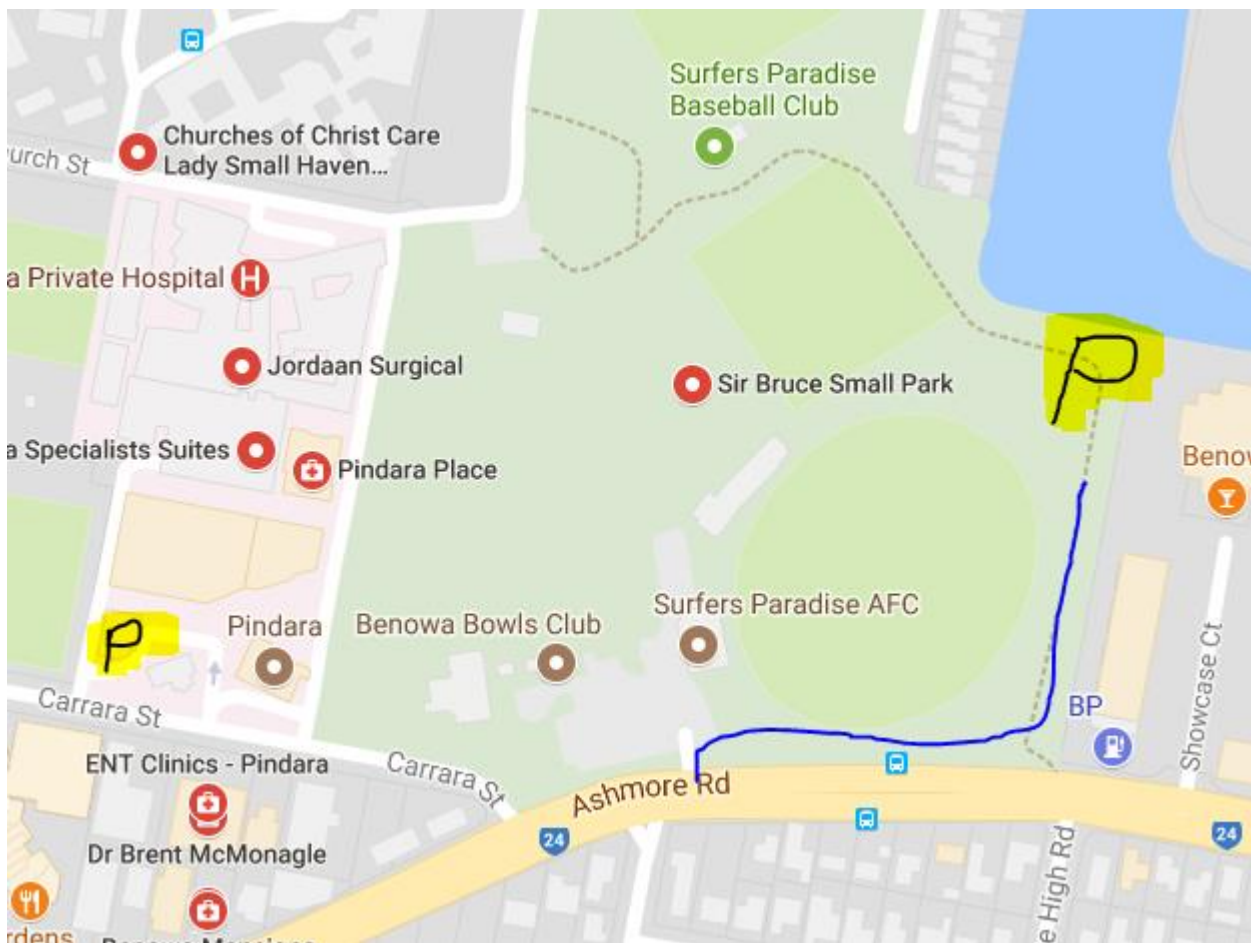 Surfers Paradise
Baseball Club
Churches of Christ Care
Lady Small Haven...
urch St
a Private Hospital
H
Jordaan Surgical
Sir Bruce Small Park
P
a Specialists Suites
Pindara Place
Benow
P
Pindara
Benowa Bowls Club
Surfers Paradise AFC
Carrara St
BP
Showcase Ct
ENT Clinics - Pindara
Carrara St
Ashmore Rd
24
24
Dr Brent McMonagle
e High Rd
rdens